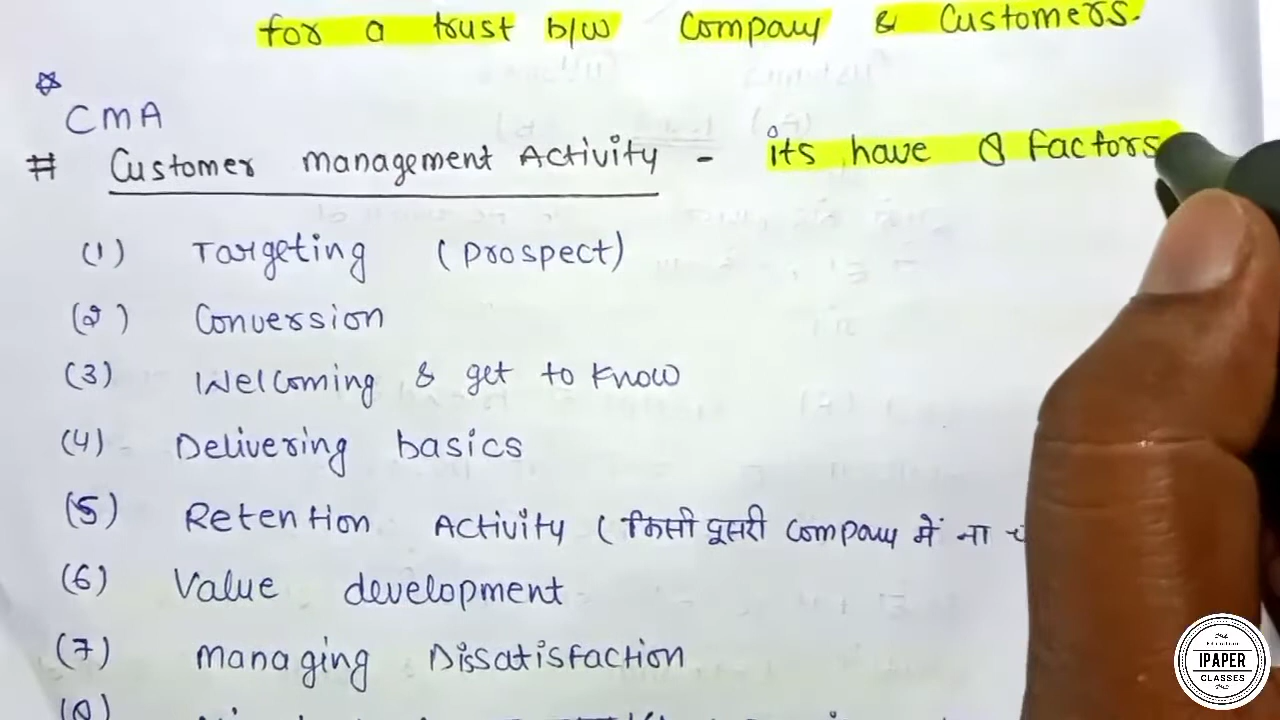 for a trust b/w Company & Customers.
CMA
# Customer management Activity - its have 8 factors
(1) Targeting (prospect)
(2) Conversion
(3) Welcoming & get to know
(4) Delivering basics
(5) Retention Activity (किसी दूसरी company में ना
(6) Value development
(7) managing Dissatisfaction
(8)
IPAPER
CLASSES